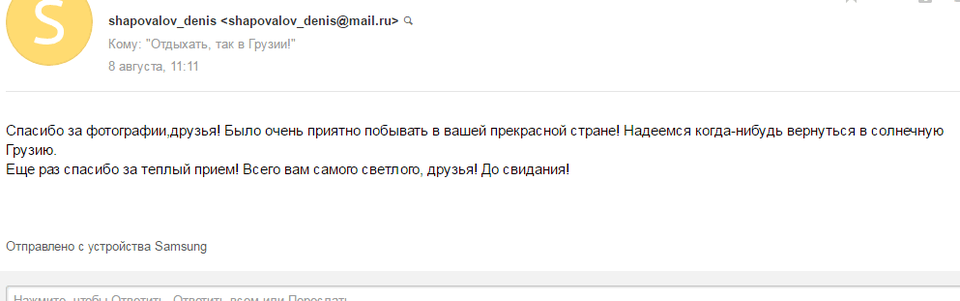 S
shapovalov_denis <shapovalov_denis@mail.ru>
Кому: "Отдыхать, так в Грузии!"
8 августа, 11:11
Спасибо за фотографии,друзья! Было очень приятно побывать в вашей прекрасной стране! Надеемся когда-нибудь вернуться в солнечную
Грузию.
Еще раз спасибо за теплый прием! Всего вам самого светлого, друзья! До свидания!
Отправлено с устройства Samsung
Нажмите, чтобы Ответить, Ответить всем или Переслать